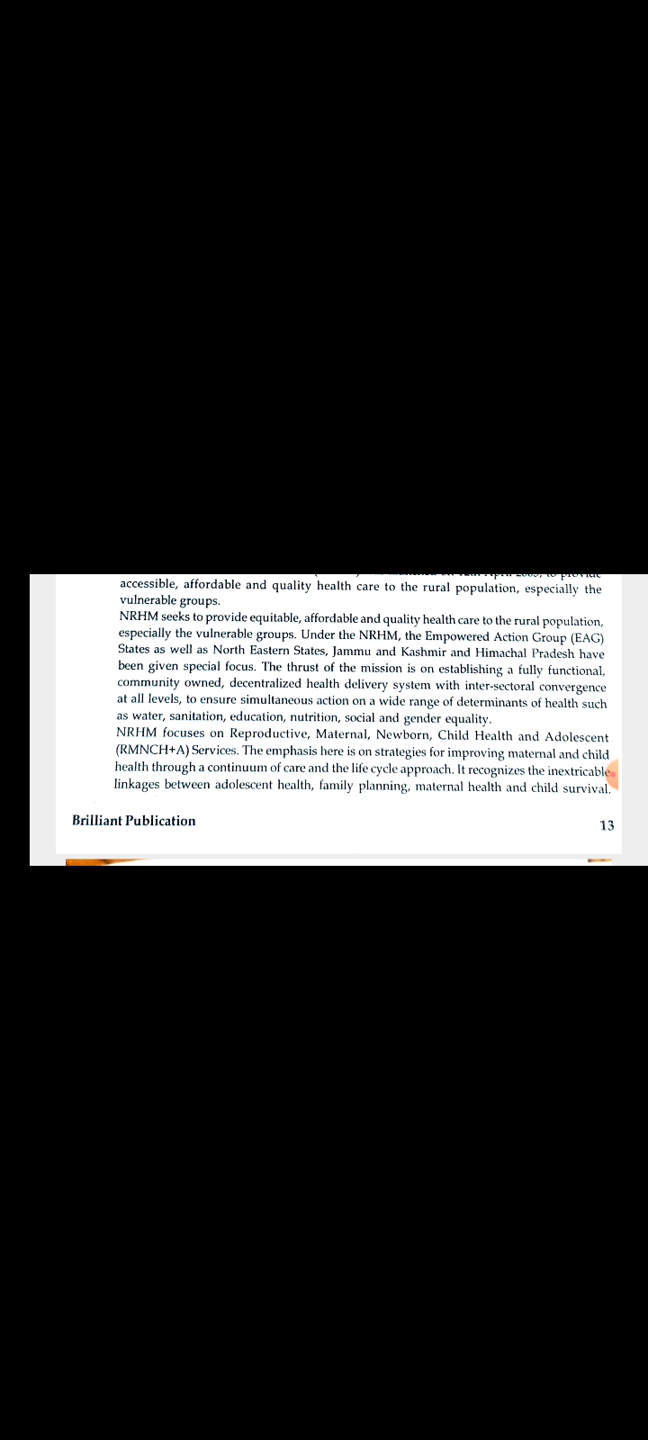 accessible, affordable and quality health care to the rural population, especially the
vulnerable groups.
NRHM seeks to provide equitable, affordable and quality health care to the rural population,
especially the vulnerable groups. Under the NRHM, the Empowered Action Group (EAG)
States as well as North Eastern States, Jammu and Kashmir and Himachal Pradesh have
been given special focus. The thrust of the mission is on establishing a fully functional,
community owned, decentralized health delivery system with inter-sectoral convergence
at all levels, to ensure simultaneous action on a wide range of determinants of health such
as water, sanitation, education, nutrition, social and gender equality.
NRHM focuses on Reproductive, Maternal, Newborn, Child Health and Adolescent
(RMNCH+A) Services. The emphasis here is on strategies for improving maternal and child
health through a continuum of care and the life cycle approach. It recognizes the inextricable
linkages between adolescent health, family planning, maternal health and child survival.
Brilliant Publication
13